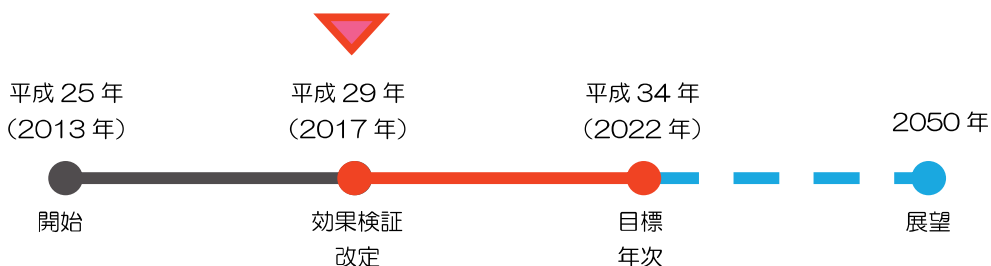 平成 25 年
（2013 年）
平成 29 年
（2017 年）
平成 34 年
（2022 年）
2050 年
開始
効果検証
改定
目標
年次
展望